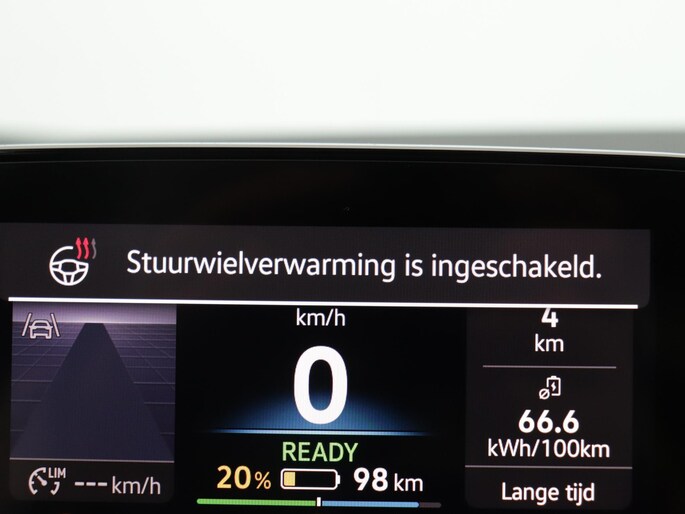 Stuurwielverwarming is ingeschakeld.
km/h
0
READY
20 % 98 km
LIM
--- km/h
4
km
66.6
kWh/100km
Lange tijd